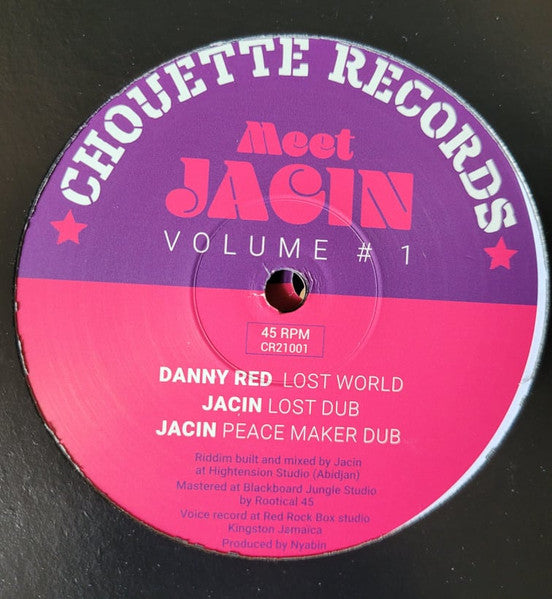 CHOUETTE RECORDS
Meet
JACIN
VOLUME # 1
45 RPM
CR21001
DANNY RED LOST WORLD
JACIN LOST DUB
JACIN PEACE MAKER DUB
Riddim built and mixed by Jacin
at Hightension Studio (Abidjan)
Mastered at Blackboard Jungle Studio
by Rootical 45
Voice record at Red Rock Box studio
Kingston Jamaica
Produced by Nyabin